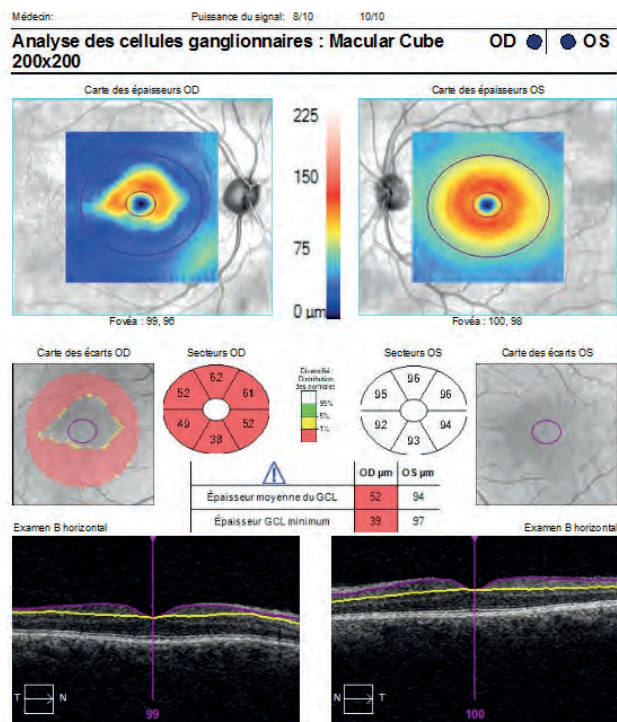 Médecin: Puissance du signal: 8/10 10/10
Analyse des cellules ganglionnaires : Macular Cube 200x200 OD OS
Carte des épaisseurs OD
Carte des épaisseurs OS
225
150
75
0 µm
Fovéa : 99, 96
Fovéa : 100, 98
Carte des écarts OD
Secteurs OD
Diversifié :
Distribution
des normales
95%
5%
1%
Secteurs OS
Carte des écarts OS
62
52 61
49 52
38
96
95 96
92 94
93
OD µm OS µm
Épaisseur moyenne du GCL 52 94
Épaisseur GCL minimum 39 97
Examen B horizontal
Examen B horizontal
T N
99
T N
100